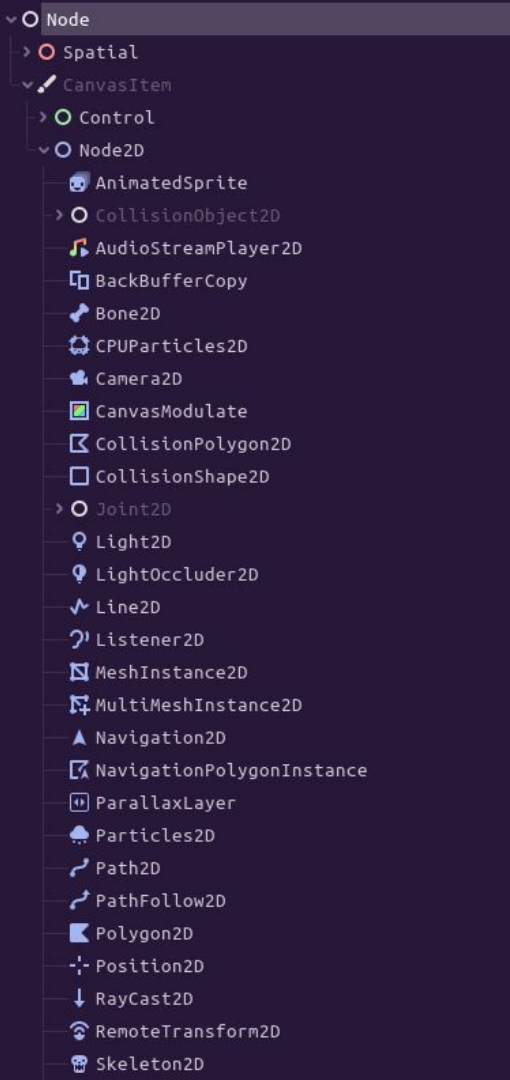 Node
Spatial
CanvasItem
Control
Node2D
AnimatedSprite
CollisionObject2D
AudioStreamPlayer2D
BackBufferCopy
Bone2D
CPUParticles2D
Camera2D
CanvasModulate
CollisionPolygon2D
CollisionShape2D
Joint2D
Light2D
LightOccluder2D
Line2D
Listener2D
MeshInstance2D
MultiMeshInstance2D
Navigation2D
NavigationPolygonInstance
ParallaxLayer
Particles2D
Path2D
PathFollow2D
Polygon2D
Position2D
RayCast2D
RemoteTransform2D
Skeleton2D